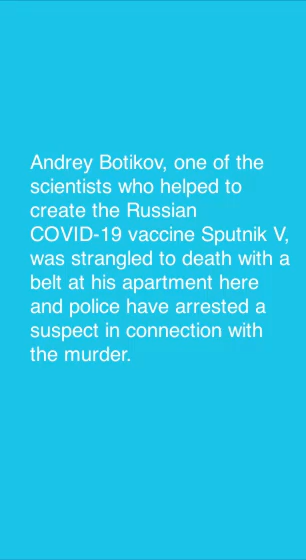 Andrey Botikov, one of the
scientists who helped to
create the Russian
COVID-19 vaccine Sputnik V,
was strangled to death with a
belt at his apartment here
and police have arrested a
suspect in connection with
the murder.